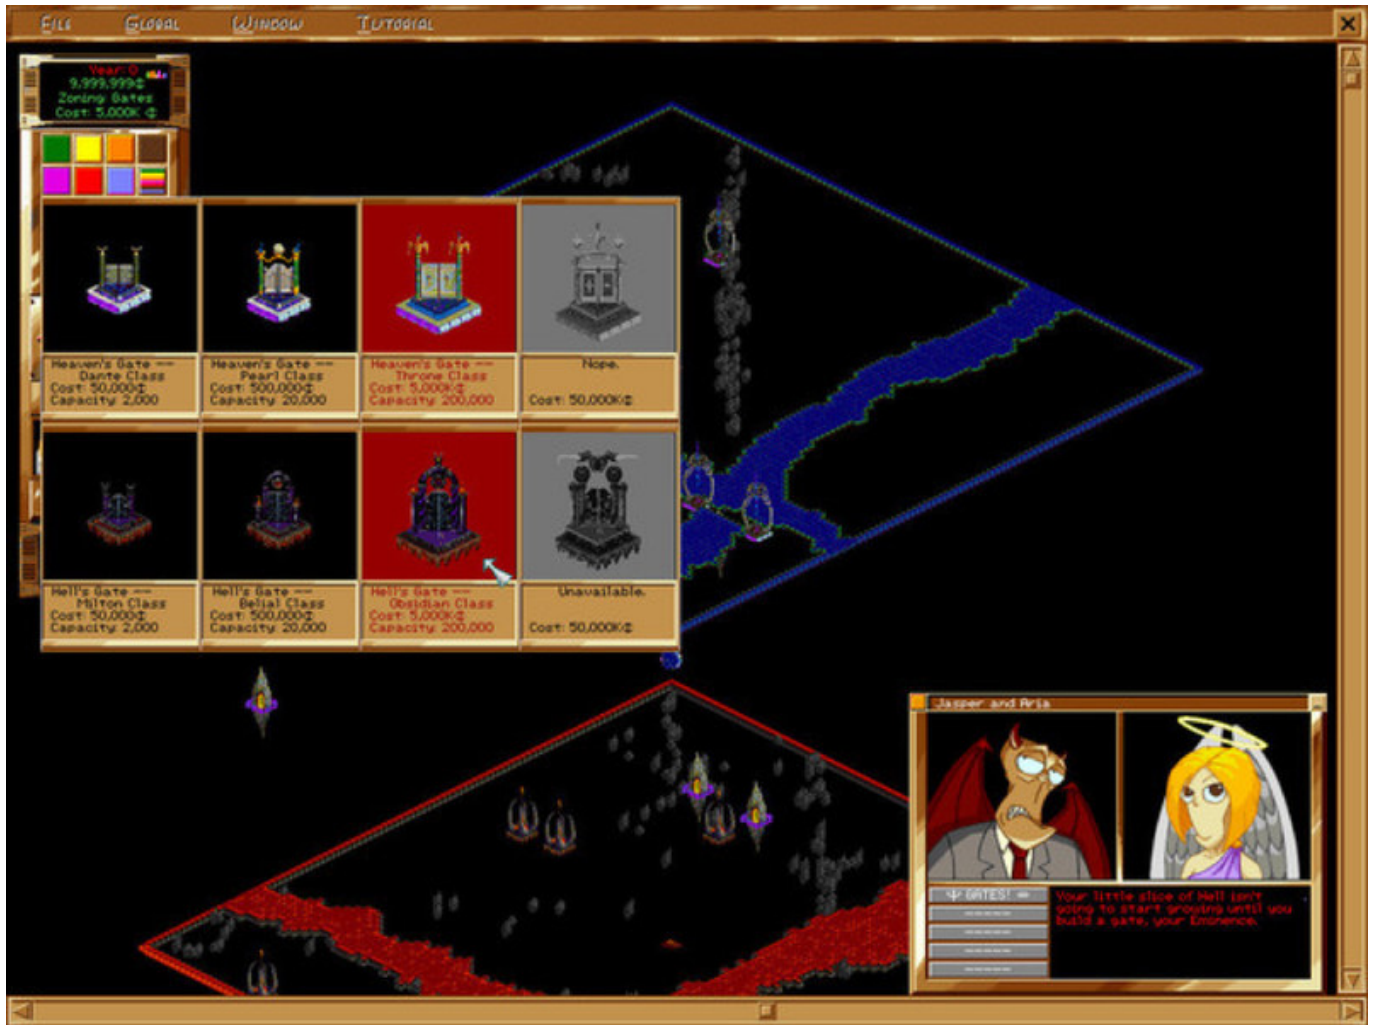 File Global Window Tutorial
Year: 0
9,999,999¢
Zoning: Gates
Cost: 5,000K ¢
Heaven's Gate --
Dante Class
Cost: 50,000¢
Capacity: 2,000
Heaven's Gate --
Pearl Class
Cost: 500,000¢
Capacity: 20,000
Heaven's Gate --
Throne Class
Cost: 5,000K¢
Capacity: 200,000
Nope.
Cost: 50,000K¢
Hell's Gate --
Milton Class
Cost: 50,000¢
Capacity: 2,000
Hell's Gate --
Belial Class
Cost: 500,000¢
Capacity: 20,000
Hell's Gate --
Obsidian Class
Cost: 5,000K¢
Capacity: 200,000
Unavailable.
Cost: 50,000K¢
Jasper and Aria
GATES!
Your little slice of Hell isn't
going to start growing until you
build a gate, your Eminence.